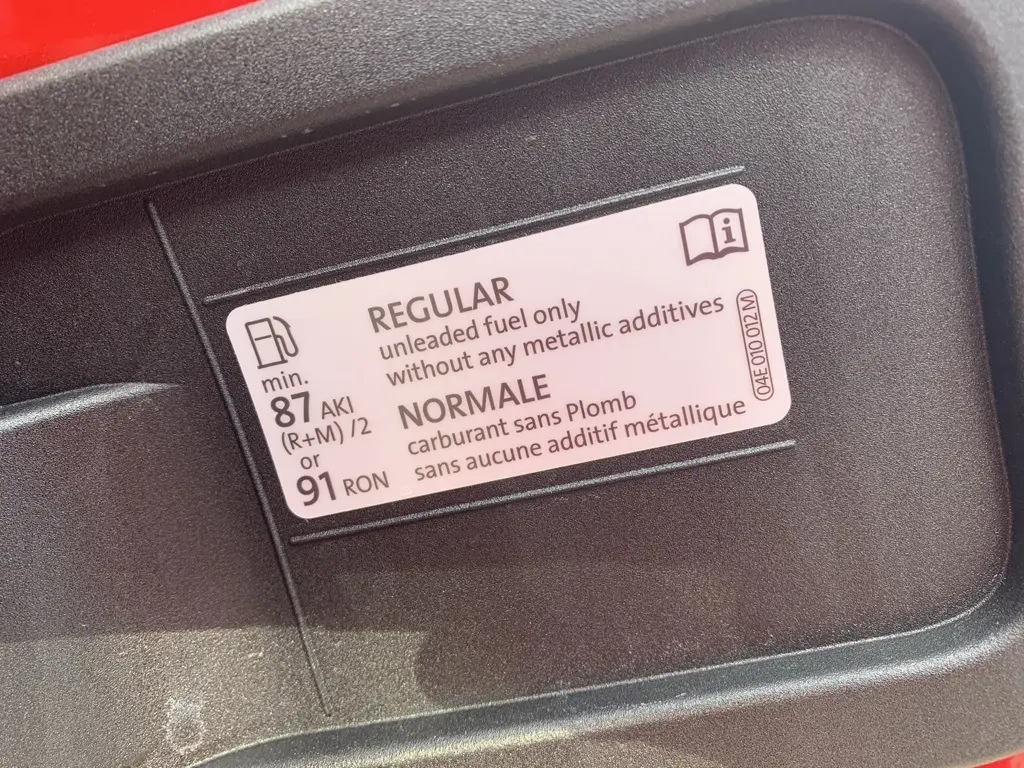 REGULAR
unleaded fuel only
without any metallic additives
NORMALE
carburant sans Plomb
sans aucune additif métallique
min.
87 AKI
(R+M) /2
or
91 RON
04E 010 012 M